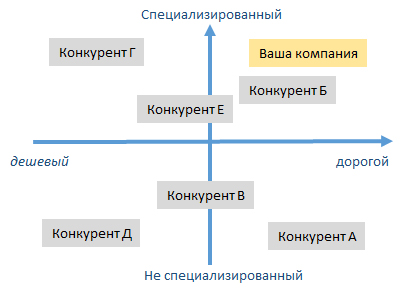 Специализированный
Конкурент Г
Ваша компания
Конкурент Б
Конкурент Е
дешевый
дорогой
Конкурент В
Конкурент Д
Конкурент А
Не специализированный